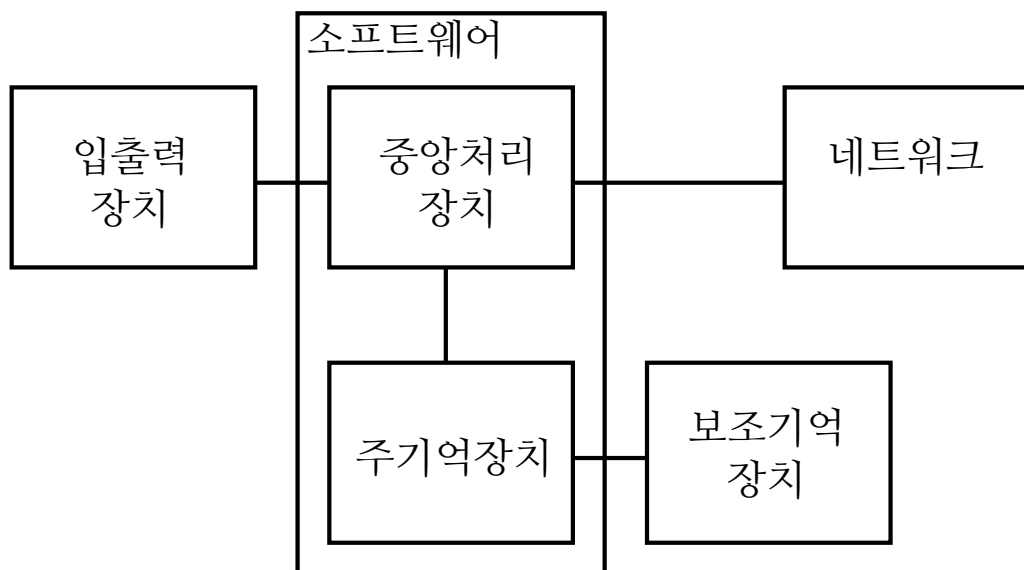 소프트웨어
입출력
장치
중앙처리
장치
네트워크
주기억장치
보조기억
장치